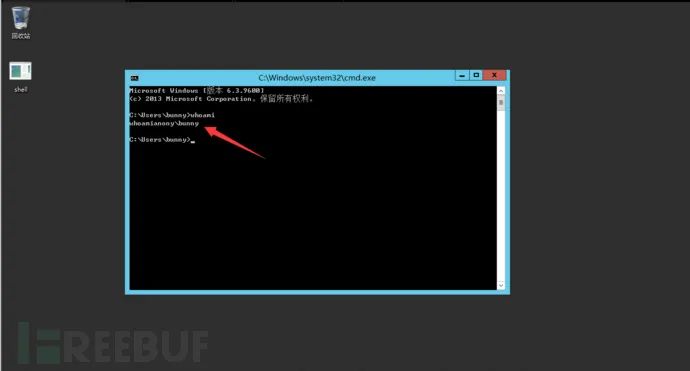 回收站
shell
C:\Windows\system32\cmd.exe
Microsoft Windows [版本 6.3.9600]
(c) 2013 Microsoft Corporation。保留所有权利。
C:\Users\bunny>whoami
whoamianony\bunny
C:\Users\bunny>
FREEBUF